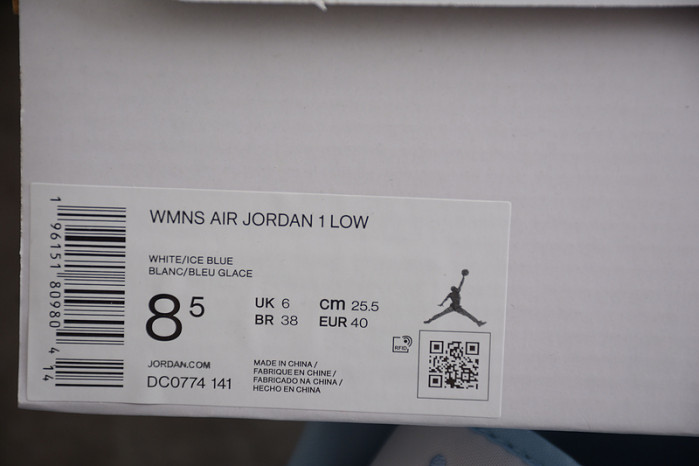 WMNS AIR JORDAN 1 LOW
WHITE/ICE BLUE
BLANC/BLEU GLACE
8 5
UK 6 cm 25.5
BR 38 EUR 40
RFID
JORDAN.COM
DC0774 141
MADE IN CHINA /
FABRIQUE EN CHINE /
FABRICADO NA CHINA /
HECHO EN CHINA
1 96151 80980 4 14